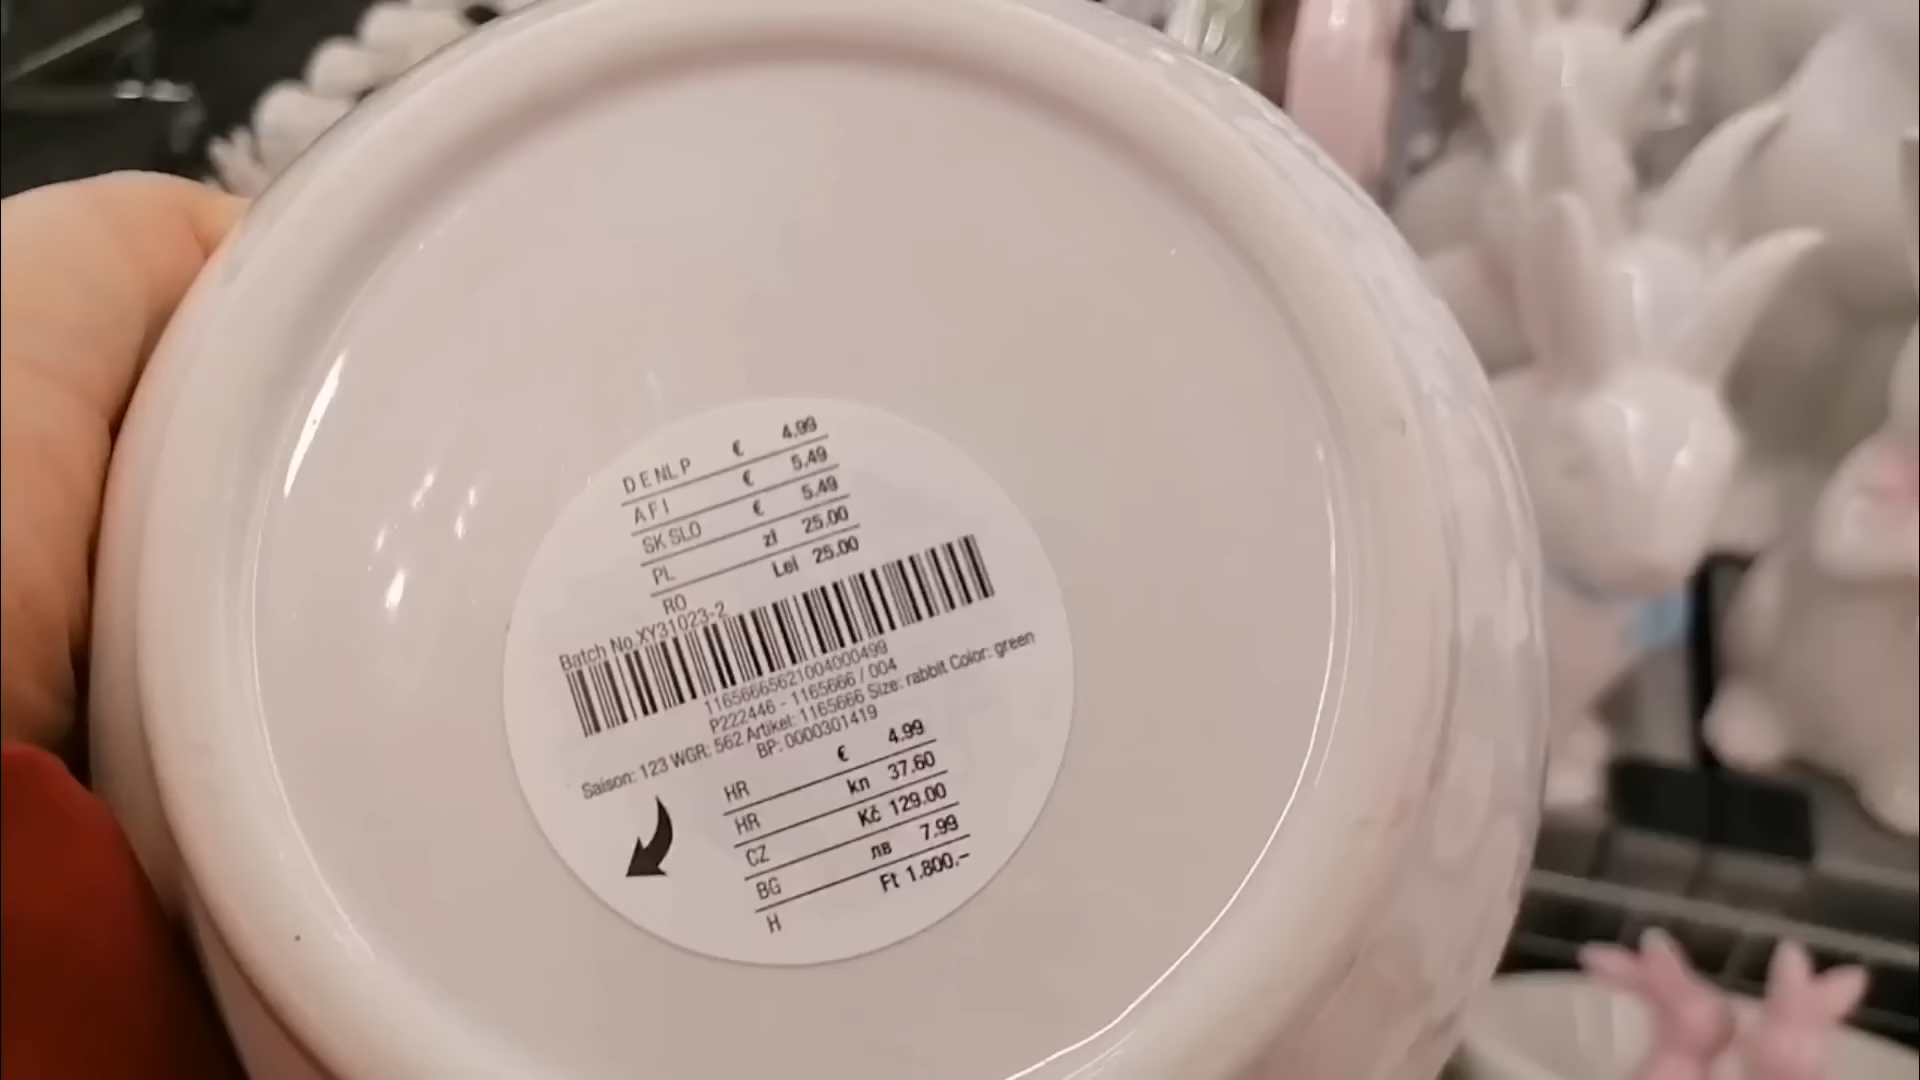 D E NL P € 4.99
A F I € 5.49
SK SLO € 5.49
PL zł 25.00
RO Lei 25.00
Batch No.XY31023-2
11656665621004000499
P222446 - 1165666 / 004
Saison: 123 WGR: 562 Artikel: 1165666 Size: rabbit Color: green
BP: 0000301419
HR € 4.99
HR kn 37.60
CZ Kč 129.00
BG лв 7.99
H Ft 1.800.-